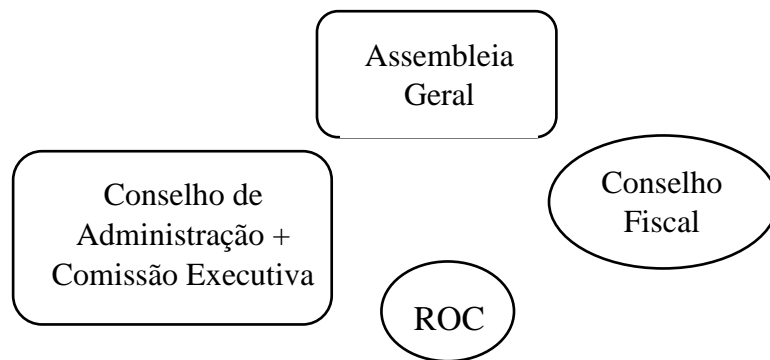 Assembleia
Geral
Conselho de
Administração +
Comissão Executiva
Conselho
Fiscal
ROC